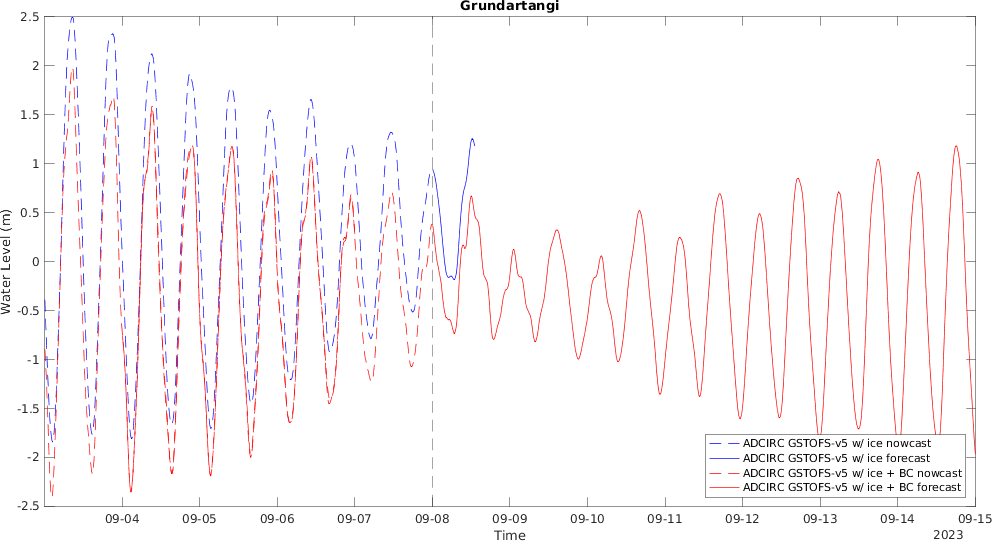 Grundartangi
Water Level (m)
2.5
2
1.5
1
0.5
0
-0.5
-1
-1.5
-2
-2.5
ADCIRC GSTOFS-v5 w/ ice nowcast
ADCIRC GSTOFS-v5 w/ ice forecast
ADCIRC GSTOFS-v5 w/ ice + BC nowcast
ADCIRC GSTOFS-v5 w/ ice + BC forecast
09-04 09-05 09-06 09-07 09-08 09-09 09-10 09-11 09-12 09-13 09-14 09-15
Time
2023